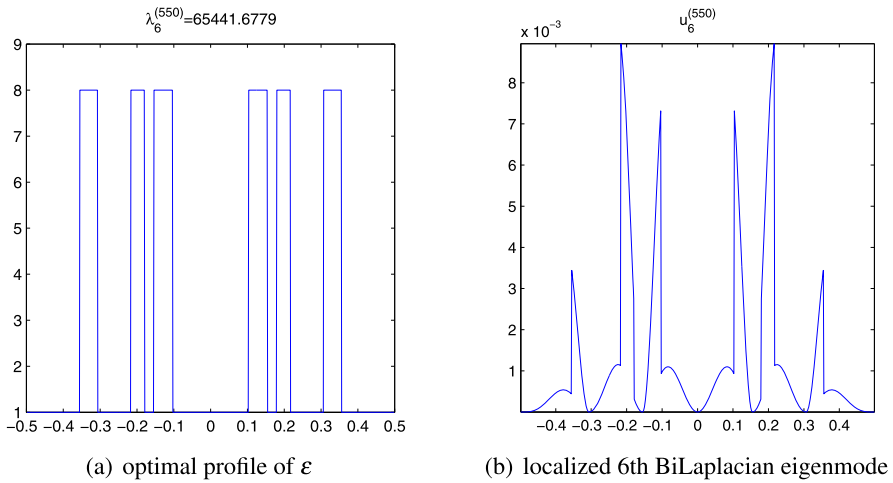 λ₆⁽⁵⁵⁰⁾=65441.6779
9
8
7
6
5
4
3
2
1
−0.5 −0.4 −0.3 −0.2 −0.1 0 0.1 0.2 0.3 0.4 0.5
(a) optimal profile of ε
u₆⁽⁵⁵⁰⁾
x 10⁻³
8
7
6
5
4
3
2
1
−0.4 −0.3 −0.2 −0.1 0 0.1 0.2 0.3 0.4
(b) localized 6th BiLaplacian eigenmode